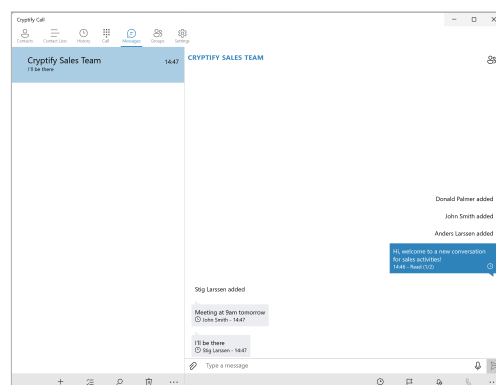 Cryptify Call
Contacts
Contact Lists
History
Call
Messages
Groups
Settings
Cryptify Sales Team
14:47
I'll be there
CRYPTIFY SALES TEAM
Donald Palmer added
John Smith added
Anders Larssen added
Hi, welcome to a new conversation
for sales activities!
14:46 - Read (1/2)
Stig Larssen added
Meeting at 9am tomorrow
John Smith - 14:47
I'll be there
Stig Larssen - 14:47
Type a message